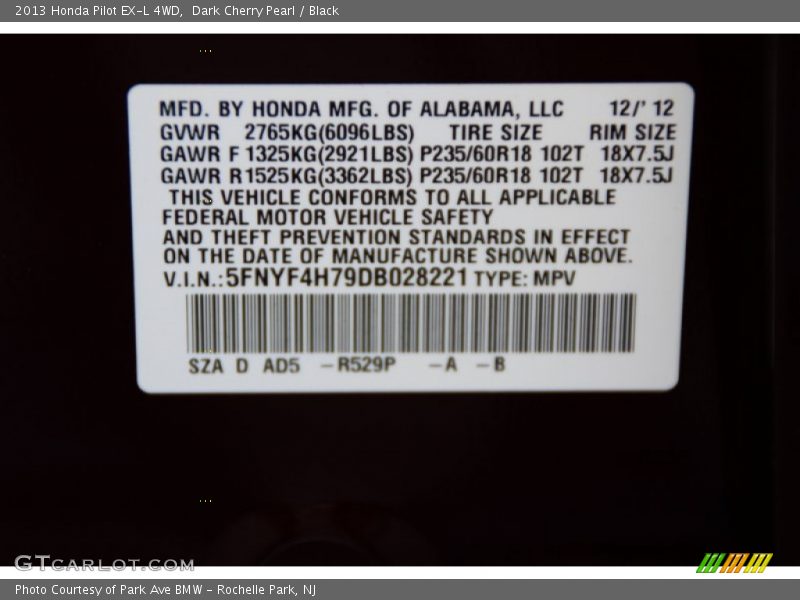 2013 Honda Pilot EX-L 4WD, Dark Cherry Pearl / Black
MFD. BY HONDA MFG. OF ALABAMA, LLC 12/' 12
GVWR 2765KG(6096LBS) TIRE SIZE RIM SIZE
GAWR F 1325KG(2921LBS) P235/60R18 102T 18X7.5J
GAWR R 1525KG(3362LBS) P235/60R18 102T 18X7.5J
THIS VEHICLE CONFORMS TO ALL APPLICABLE
FEDERAL MOTOR VEHICLE SAFETY
AND THEFT PREVENTION STANDARDS IN EFFECT
ON THE DATE OF MANUFACTURE SHOWN ABOVE.
V.I.N.:5FNYF4H79DB028221 TYPE: MPV
SZA D AD5 -R529P -A -B
GTCARLOT.COM
Photo Courtesy of Park Ave BMW - Rochelle Park, NJ